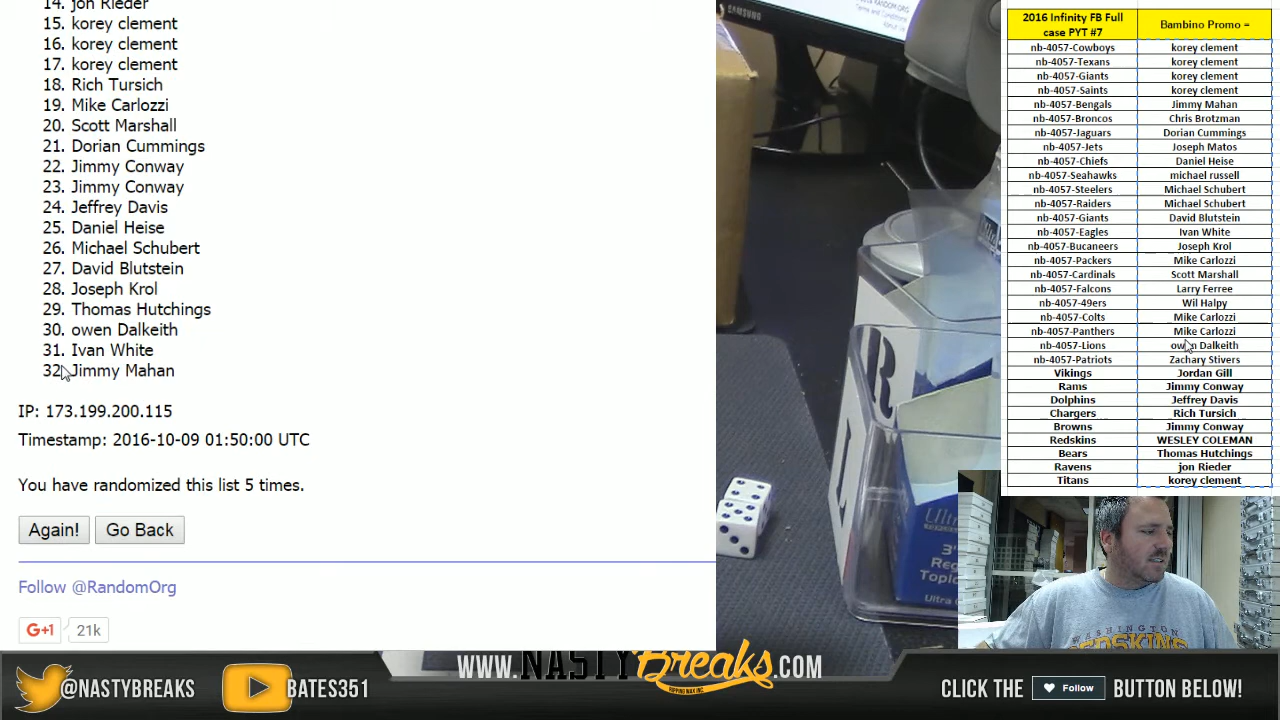 14. jon Rieder
15. korey clement
16. korey clement
17. korey clement
18. Rich Tursich
19. Mike Carlozzi
20. Scott Marshall
21. Dorian Cummings
22. Jimmy Conway
23. Jimmy Conway
24. Jeffrey Davis
25. Daniel Heise
26. Michael Schubert
27. David Blutstein
28. Joseph Krol
29. Thomas Hutchings
30. owen Dalkeith
31. Ivan White
32. Jimmy Mahan
IP: 173.199.200.115
Timestamp: 2016-10-09 01:50:00 UTC
You have randomized this list 5 times.
Again! Go Back
Follow @RandomOrg
G+1 21k
SAMSUNG
Terms and Conditions
R
Ultra
3"
2016 Infinity FB Full
case PYT #7
Bambino Promo =
nb-4057-Cowboys korey clement
nb-4057-Texans korey clement
nb-4057-Giants korey clement
nb-4057-Saints korey clement
nb-4057-Bengals Jimmy Mahan
nb-4057-Broncos Chris Brotzman
nb-4057-Jaguars Dorian Cummings
nb-4057-Jets Joseph Matos
nb-4057-Chiefs Daniel Heise
nb-4057-Seahawks michael russell
nb-4057-Steelers Michael Schubert
nb-4057-Raiders Michael Schubert
nb-4057-Giants David Blutstein
nb-4057-Eagles Ivan White
nb-4057-Bucaneers Joseph Krol
nb-4057-Packers Mike Carlozzi
nb-4057-Cardinals Scott Marshall
nb-4057-Falcons Larry Ferree
nb-4057-49ers Wil Halpy
nb-4057-Colts Mike Carlozzi
nb-4057-Panthers Mike Carlozzi
nb-4057-Lions owen Dalkeith
nb-4057-Patriots Zachary Stivers
Vikings Jordan Gill
Rams Jimmy Conway
Dolphins Jeffrey Davis
Chargers Rich Tursich
Browns Jimmy Conway
Redskins WESLEY COLEMAN
Bears Thomas Hutchings
Ravens jon Rieder
Titans korey clement
WASHINGTON
REDSKINS
@NASTYBREAKS
BATES351
WWW.NASTYBreaks.COM
RIPPING WAX INC.
CLICK THE Follow BUTTON BELOW!